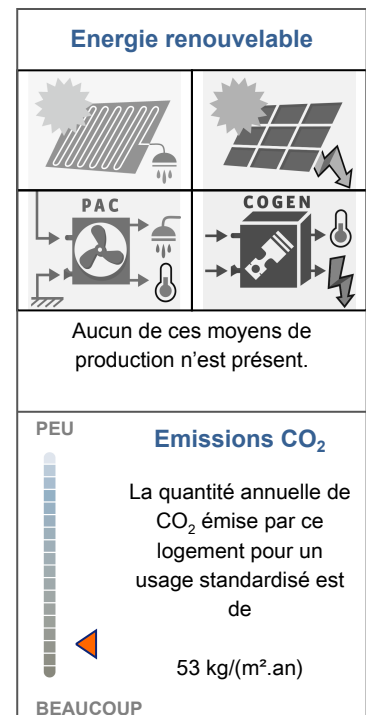 Energie renouvelable
PAC
COGEN
Aucun de ces moyens de
production n'est présent.
PEU
Emissions CO₂
La quantité annuelle de
CO₂ émise par ce
logement pour un
usage standardisé est
de
53 kg/(m².an)
BEAUCOUP